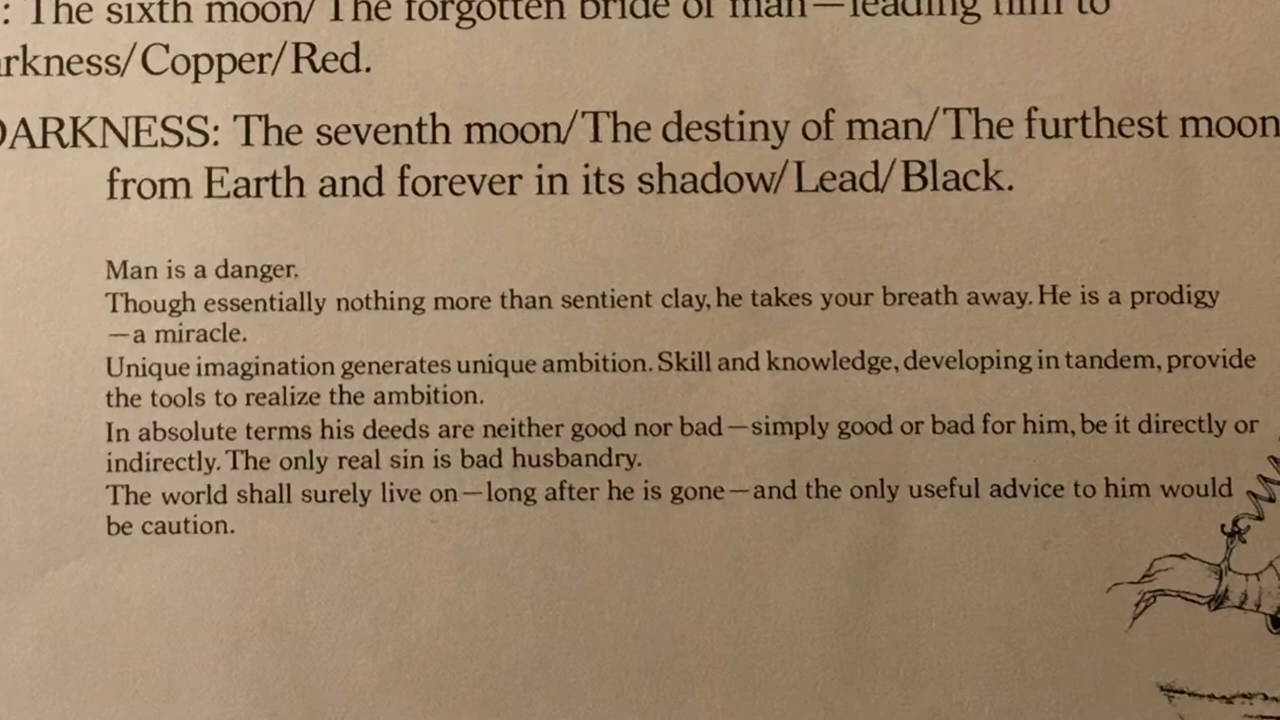 : The sixth moon/ The forgotten bride of man—leading him to
rkness/Copper/Red.
DARKNESS: The seventh moon/The destiny of man/The furthest moon
from Earth and forever in its shadow/Lead/Black.
Man is a danger.
Though essentially nothing more than sentient clay, he takes your breath away. He is a prodigy
—a miracle.
Unique imagination generates unique ambition. Skill and knowledge, developing in tandem, provide
the tools to realize the ambition.
In absolute terms his deeds are neither good nor bad—simply good or bad for him, be it directly or
indirectly. The only real sin is bad husbandry.
The world shall surely live on—long after he is gone—and the only useful advice to him would
be caution.